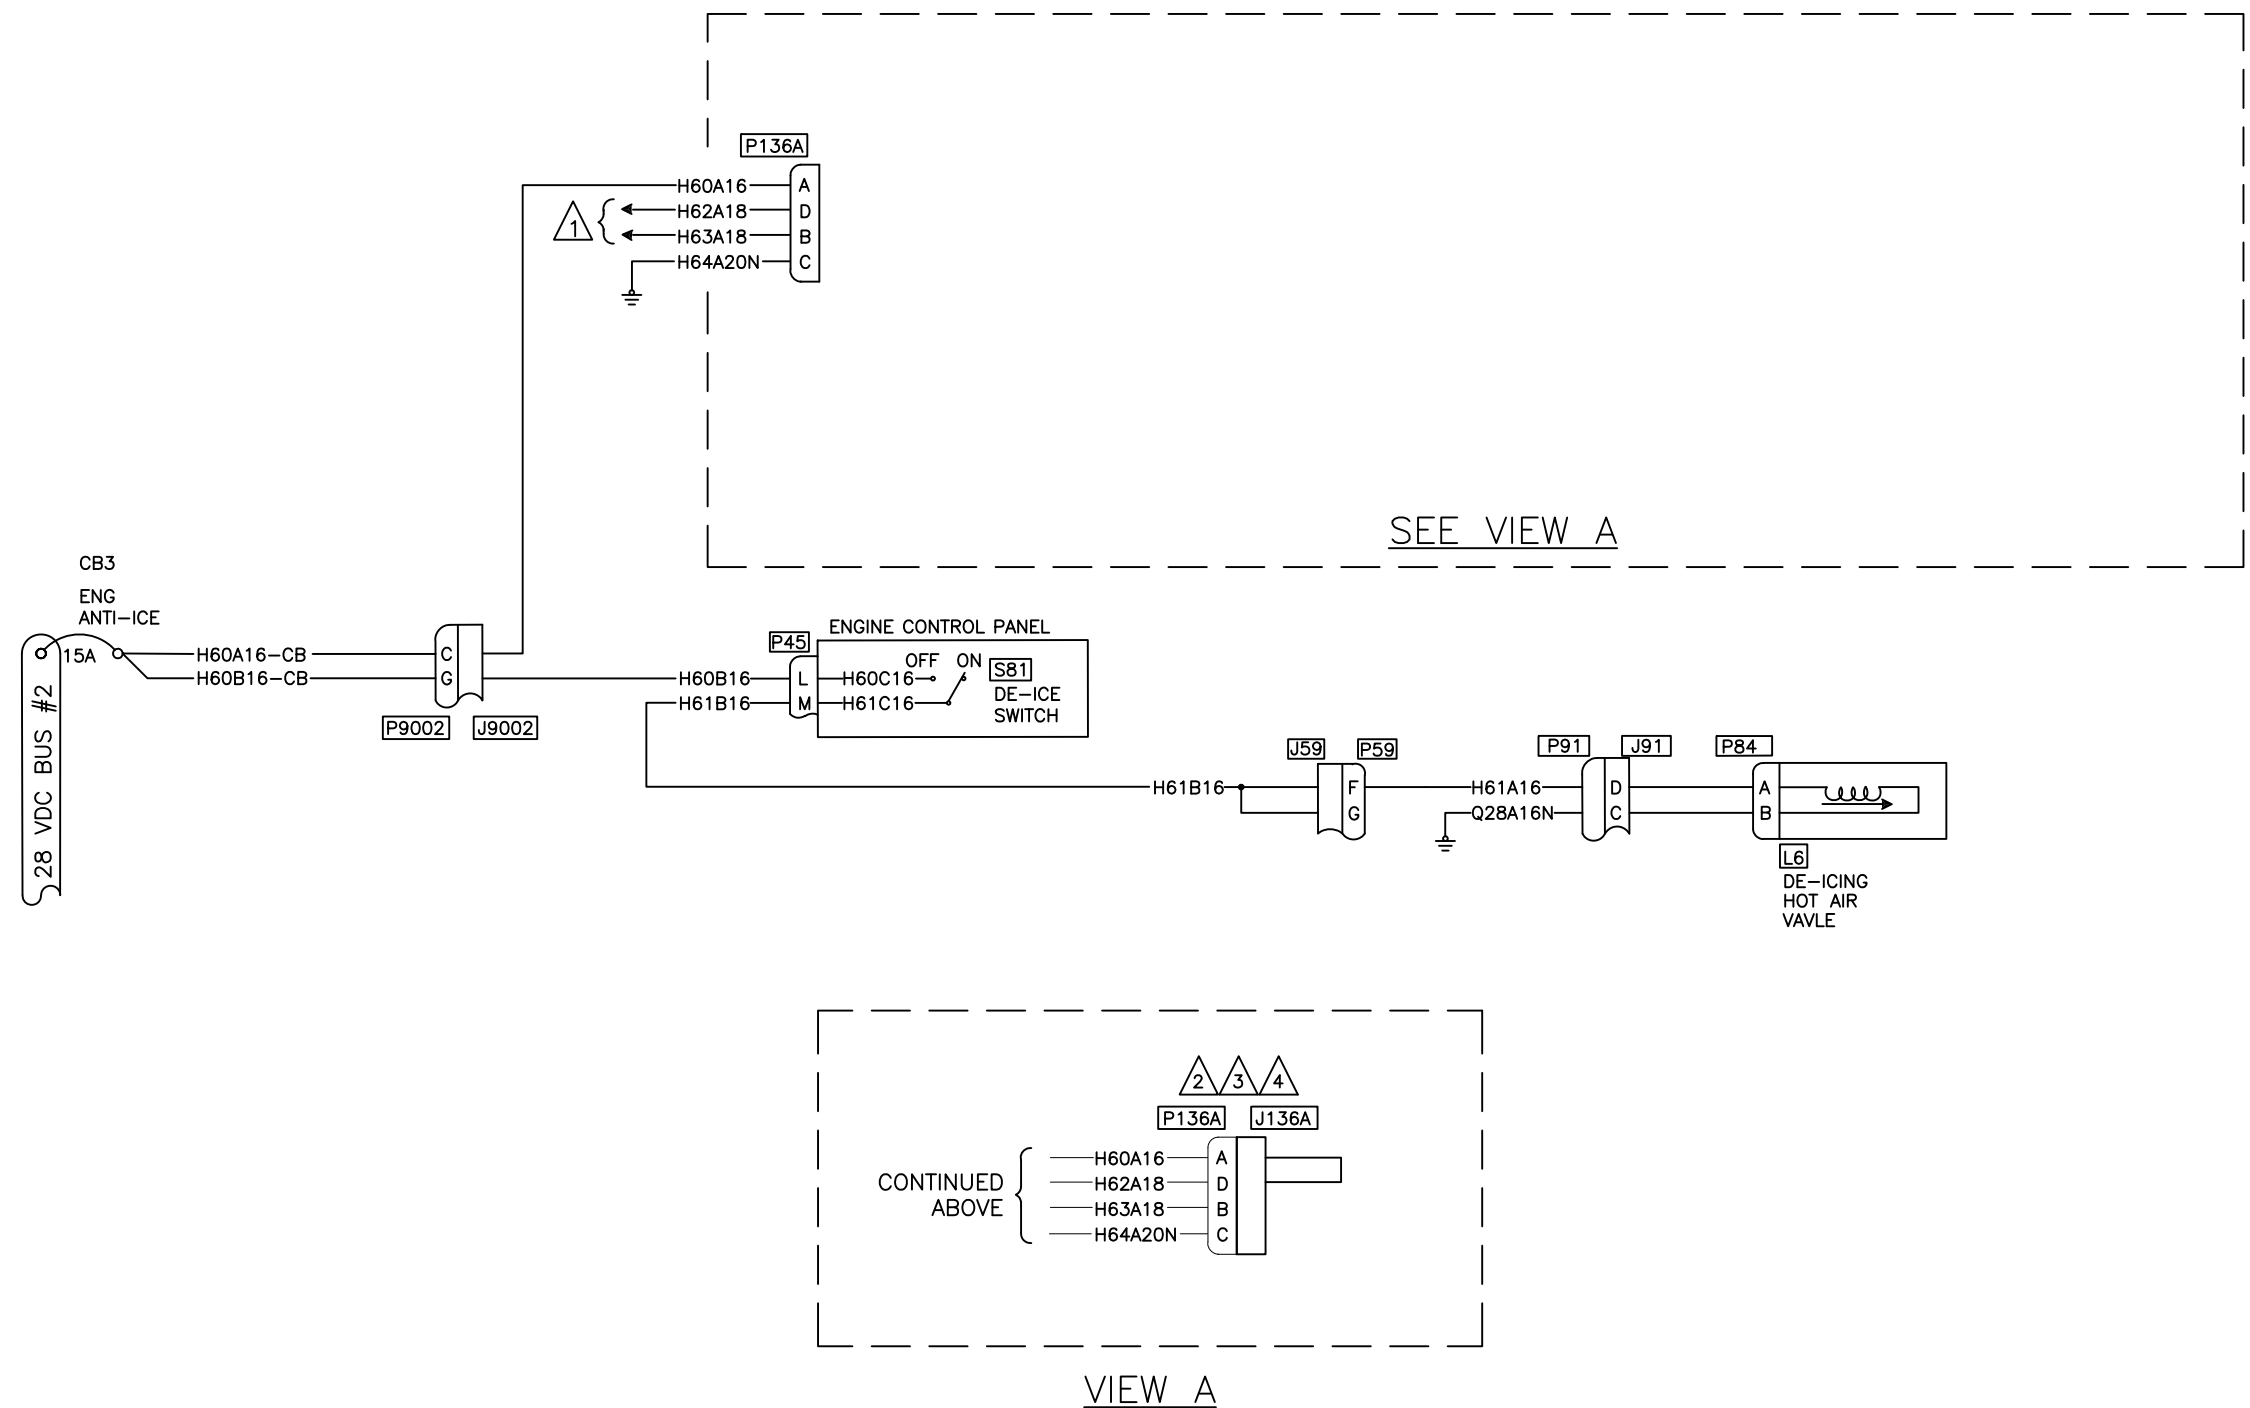 P136A
H60A16 A
H62A18 D
1
H63A18 B
H64A20N C
SEE VIEW A
CB3
ENG
ANTI-ICE
15A
28 VDC BUS #2
H60A16-CB C
H60B16-CB G
P9002 J9002
ENGINE CONTROL PANEL
P45
OFF ON
S81
H60B16 L H60C16
DE-ICE
H61B16 M H61C16
SWITCH
J59 P59
P91 J91
P84
H61B16 F H61A16 D A
G Q28A16N C B
L6
DE-ICING
HOT AIR
VAVLE
2 3 4
P136A J136A
H60A16 A
CONTINUED
H62A18 D
ABOVE
H63A18 B
H64A20N C
VIEW A